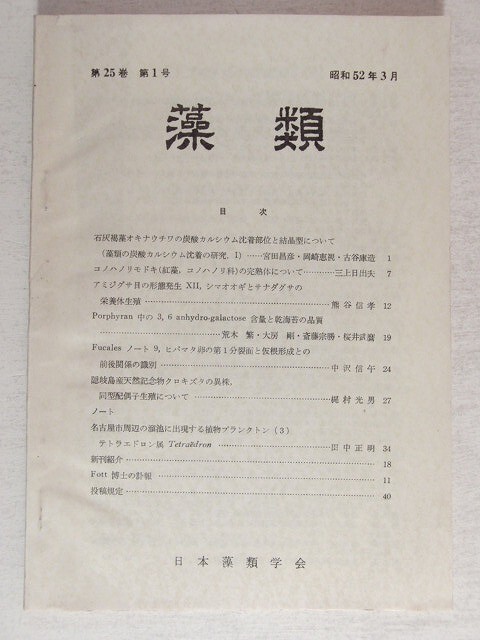 第25巻 第1号 昭和52年3月
藻類
目次
石灰褐藻オキナウチワの炭酸カルシウム沈着部位と結晶型について
(藻類の炭酸カルシウム沈着の研究. I)……宮田昌彦・岡崎恵視・古谷庫造 1
コノハノリモドキ(紅藻, コノハノリ科)の完熟体について……三上日出夫 7
アミジグサ目の形態発生 XII, シマオオギとサナダグサの
栄養体生殖……熊谷信孝 12
Porphyran 中の 3, 6 anhydro-galactose 含量と乾海苔の品質
……荒木 繁・大房 剛・斎藤宗勝・桜井武麿 19
Fucales ノート 9, ヒバマタ卵の第1分裂面と仮根形成との
前後関係の識別……中沢信午 24
隠岐島産天然記念物クロキヅタの異株,
同型配偶子生殖について……梶村光男 27
ノート
名古屋市周辺の溜池に出現する植物プランクトン (3)
テトラエドロン属 Tetraëdron……田中正明 34
新刊紹介……18
Fott 博士の訃報……11
投稿規定……40
日本藻類学会